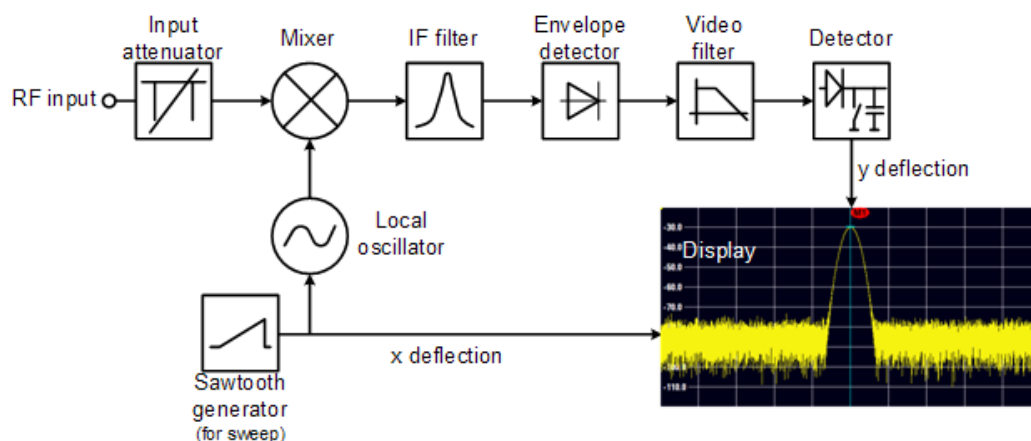 Input
attenuator
Mixer
IF filter
Envelope
detector
Video
filter
Detector
RF input
y deflection
Local
oscillator
Display
-30.0
-40.0
-50.0
-60.0
-70.0
-110.0
x deflection
Sawtooth
generator
(for sweep)